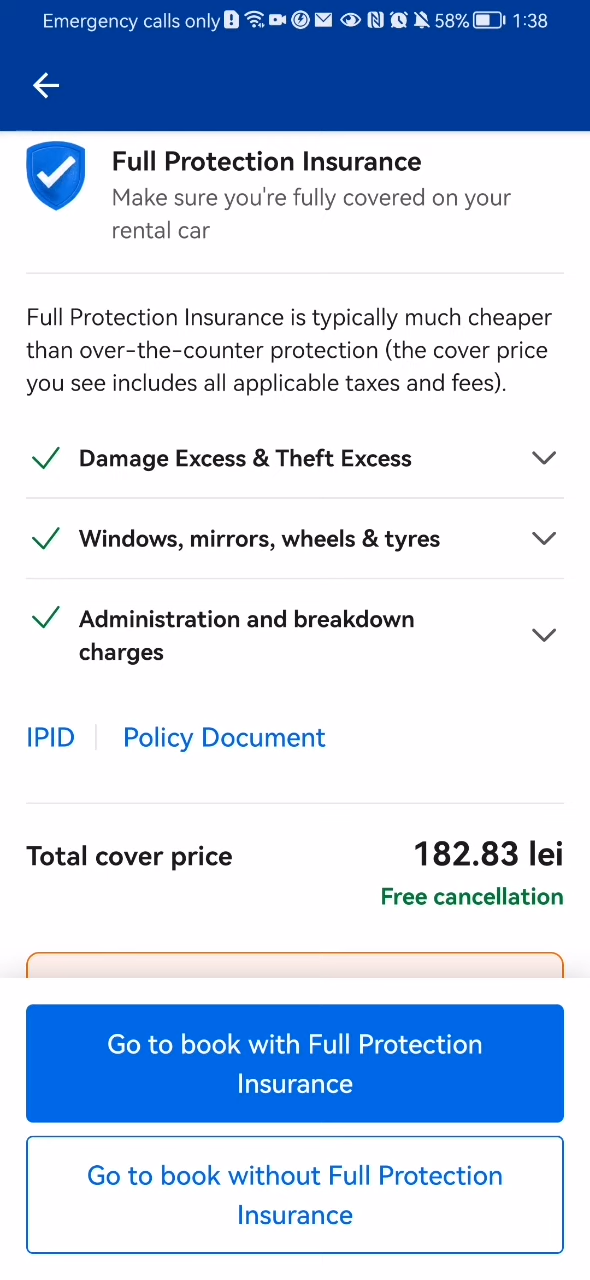 Emergency calls only 58% 1:38
Full Protection Insurance
Make sure you're fully covered on your
rental car
Full Protection Insurance is typically much cheaper
than over-the-counter protection (the cover price
you see includes all applicable taxes and fees).
Damage Excess & Theft Excess
Windows, mirrors, wheels & tyres
Administration and breakdown
charges
IPID Policy Document
Total cover price 182.83 lei
Free cancellation
Go to book with Full Protection
Insurance
Go to book without Full Protection
Insurance